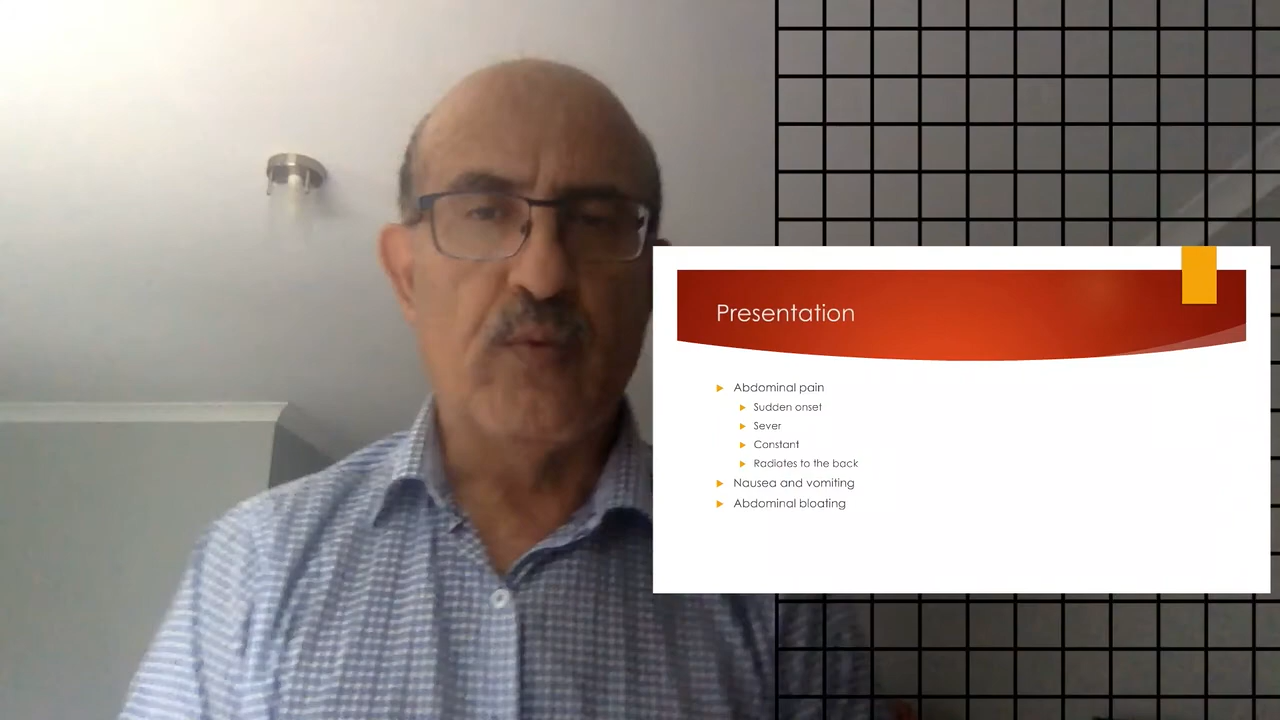 Presentation
Abdominal pain
Sudden onset
Sever
Constant
Radiates to the back
Nausea and vomiting
Abdominal bloating